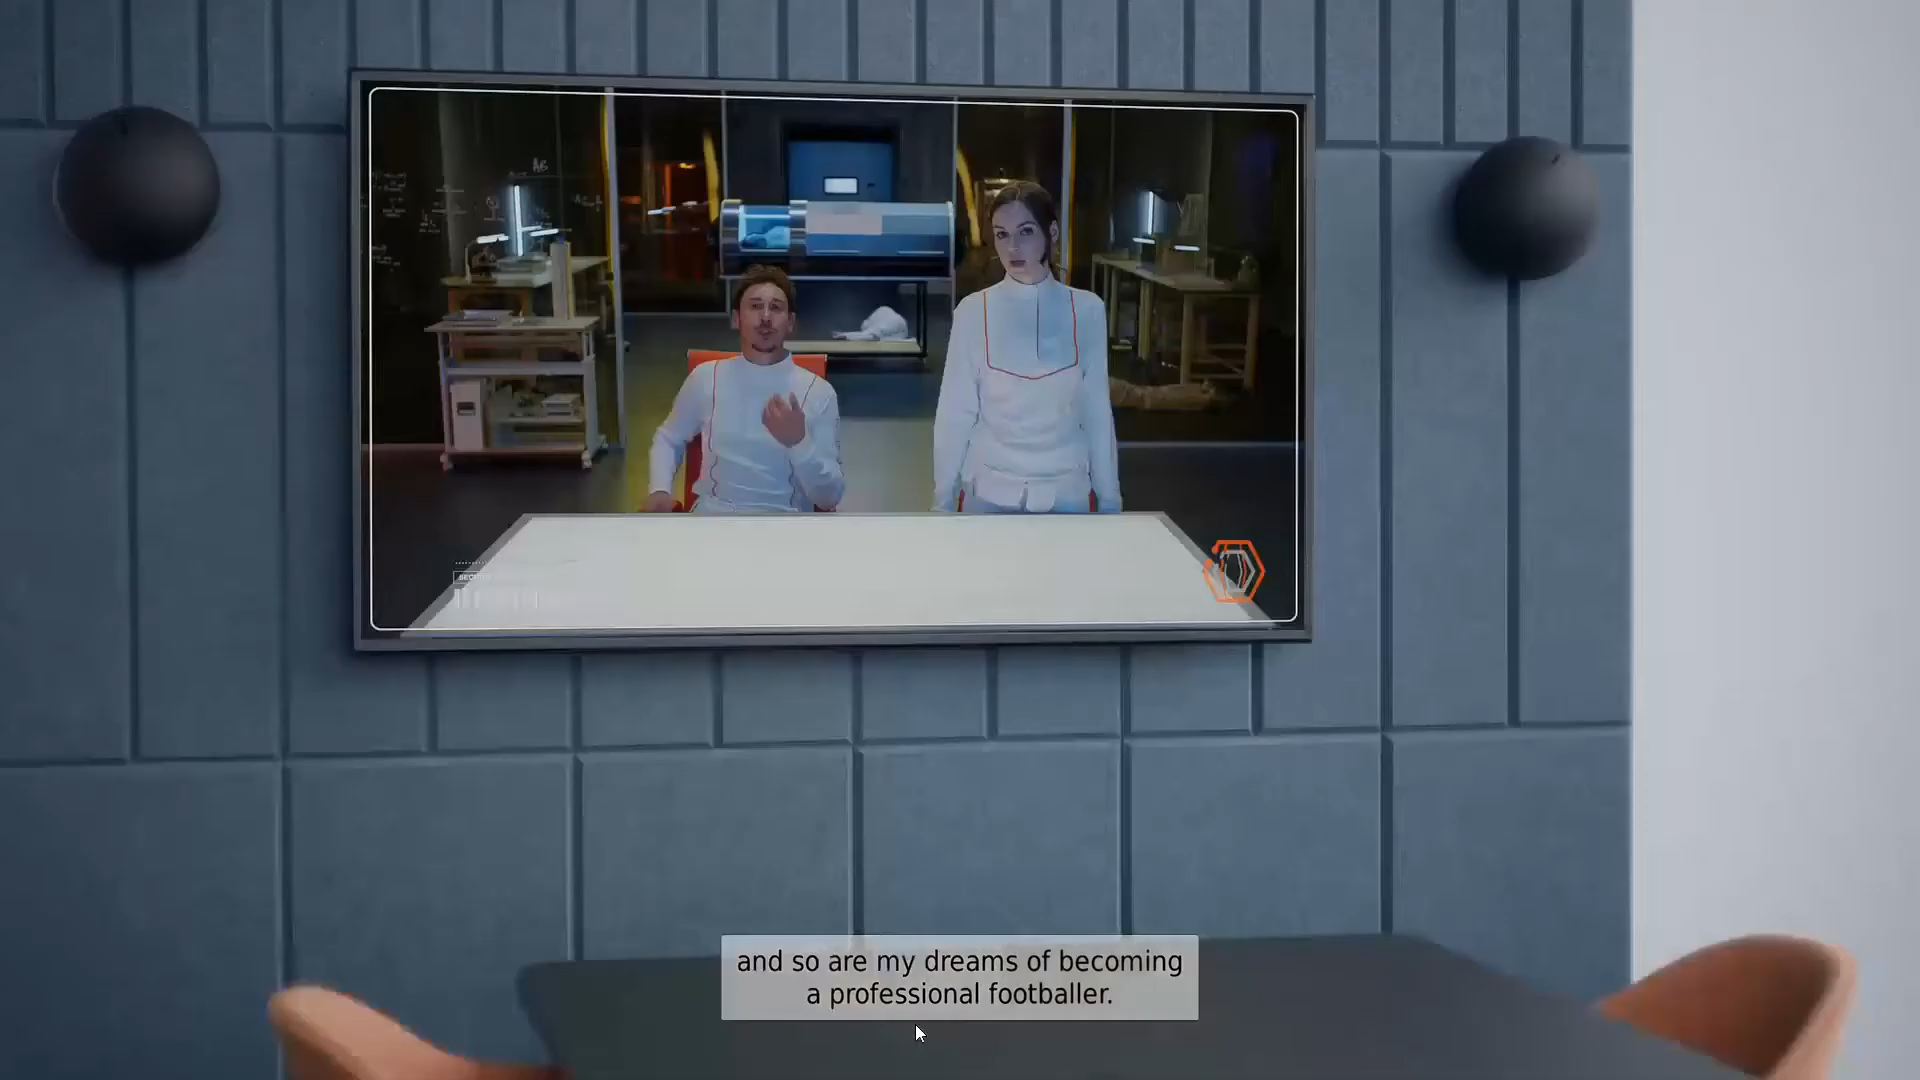 and so are my dreams of becoming
a professional footballer.